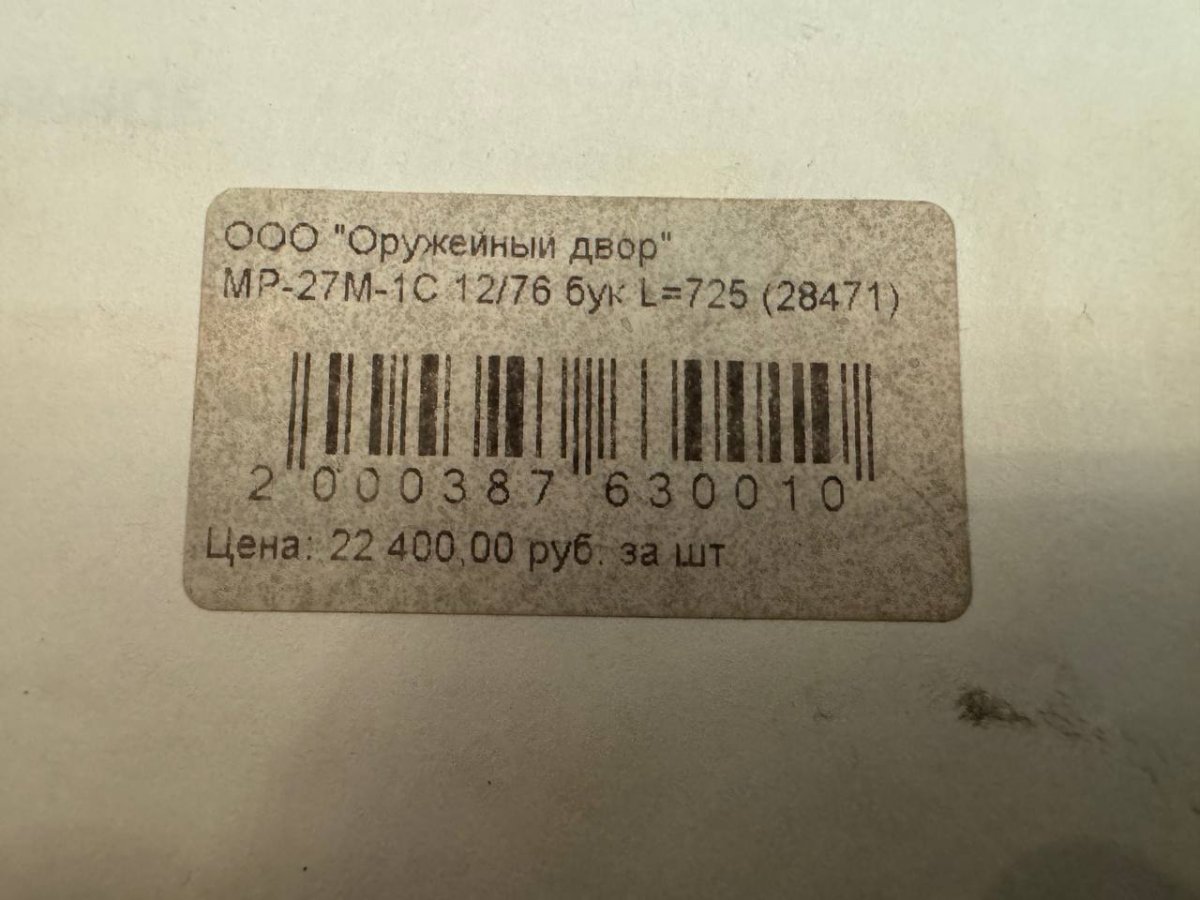 ООО "Оружейный двор"
МР-27М-1С 12/76 бук L=725 (28471)
2 000387 630010
Цена: 22 400,00 руб. за шт